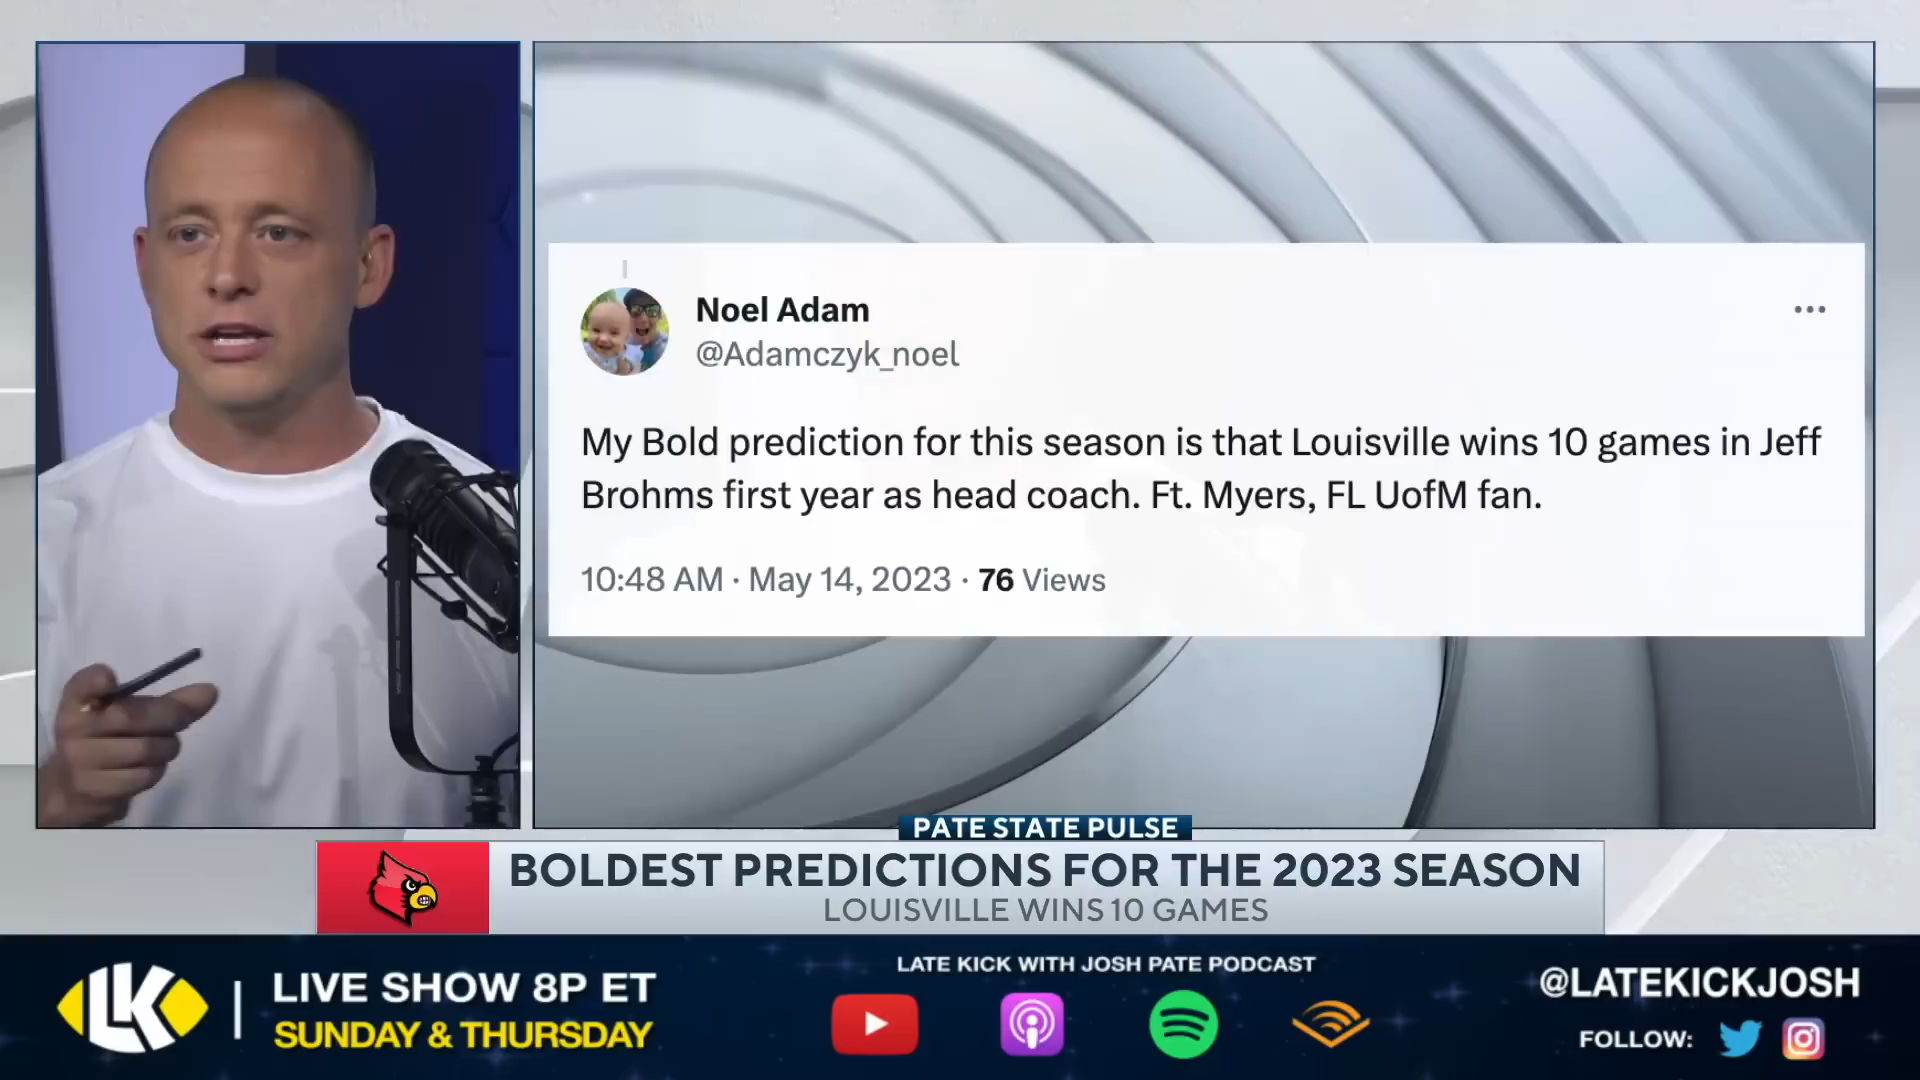 Noel Adam
@Adamczyk_noel
My Bold prediction for this season is that Louisville wins 10 games in Jeff
Brohms first year as head coach. Ft. Myers, FL UofM fan.
10:48 AM · May 14, 2023 · 76 Views
PATE STATE PULSE
BOLDEST PREDICTIONS FOR THE 2023 SEASON
LOUISVILLE WINS 10 GAMES
LK
LIVE SHOW 8P ET
SUNDAY & THURSDAY
LATE KICK WITH JOSH PATE PODCAST
@LATEKICKJOSH
FOLLOW: